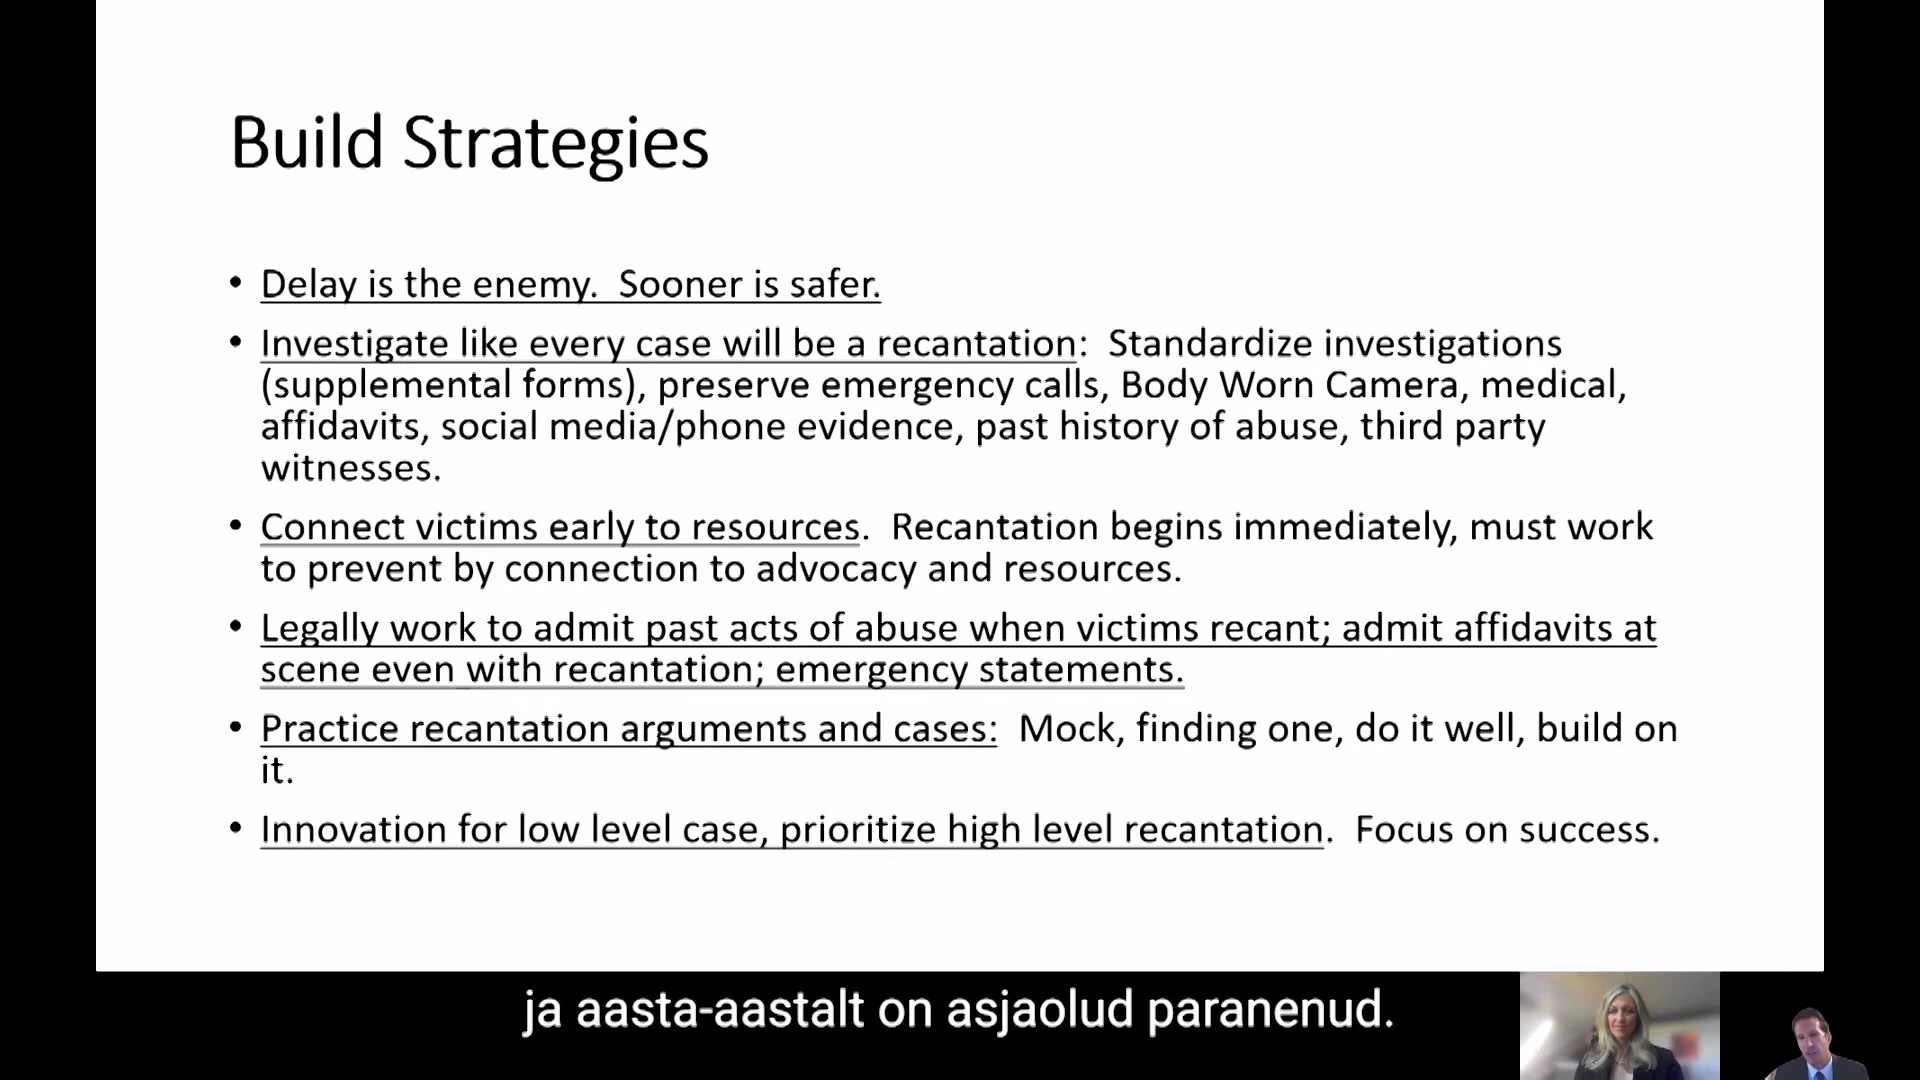 Build Strategies
• Delay is the enemy.  Sooner is safer.
• Investigate like every case will be a recantation:  Standardize investigations
(supplemental forms), preserve emergency calls, Body Worn Camera, medical,
affidavits, social media/phone evidence, past history of abuse, third party
witnesses.
• Connect victims early to resources.  Recantation begins immediately, must work
to prevent by connection to advocacy and resources.
• Legally work to admit past acts of abuse when victims recant; admit affidavits at
scene even with recantation; emergency statements.
• Practice recantation arguments and cases:  Mock, finding one, do it well, build on
it.
• Innovation for low level case, prioritize high level recantation.  Focus on success.
ja aasta-aastalt on asjaolud paranenud.